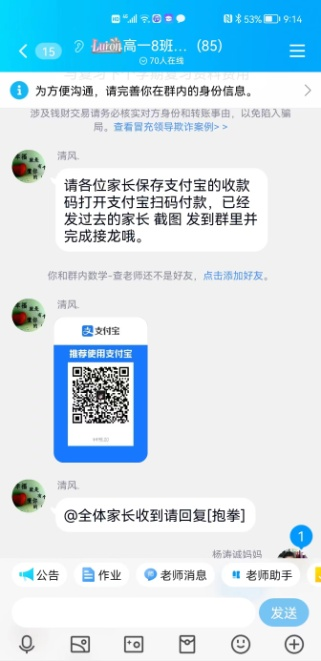 53% 9:14
15
Luron高一8班... (85)
70人在线
为方便沟通，请完善你在群内的身份信息。
涉及钱财交易请务必核实对方身份和转账事由，以免陷入骗
局。查看冒充领导欺诈案例> >
清风.
请各位家长保存支付宝的收款
码打开支付宝扫码付款，已经
发过去的家长 截图 发到群里并
完成接龙哦。
你和群内数学-查老师还不是好友，点击添加好友。
清风.
支付宝
推荐使用支付宝
清风.
@全体家长收到请回复[抱拳]
1
杨涛诚妈妈
公告 作业 老师消息 老师助手
发送